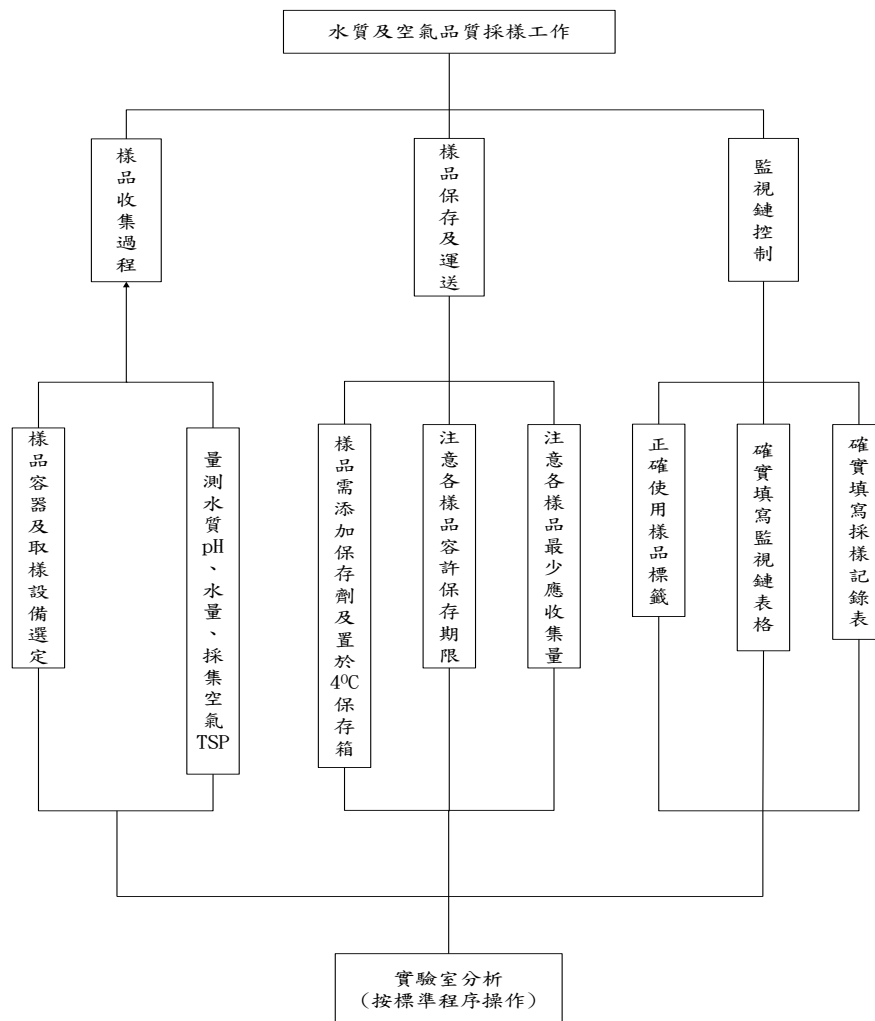 水質及空氣品質採樣工作
樣品收集過程
樣品保存及運送
監視鏈控制
樣品容器及取樣設備選定
量測水質pH、水量、採集空氣TSP
樣品需添加保存劑及置於4⁰C保存箱
注意各樣品容許保存期限
注意各樣品最少應收集量
正確使用樣品標籤
確實填寫監視鏈表格
確實填寫採樣記錄表
實驗室分析
（按標準程序操作）